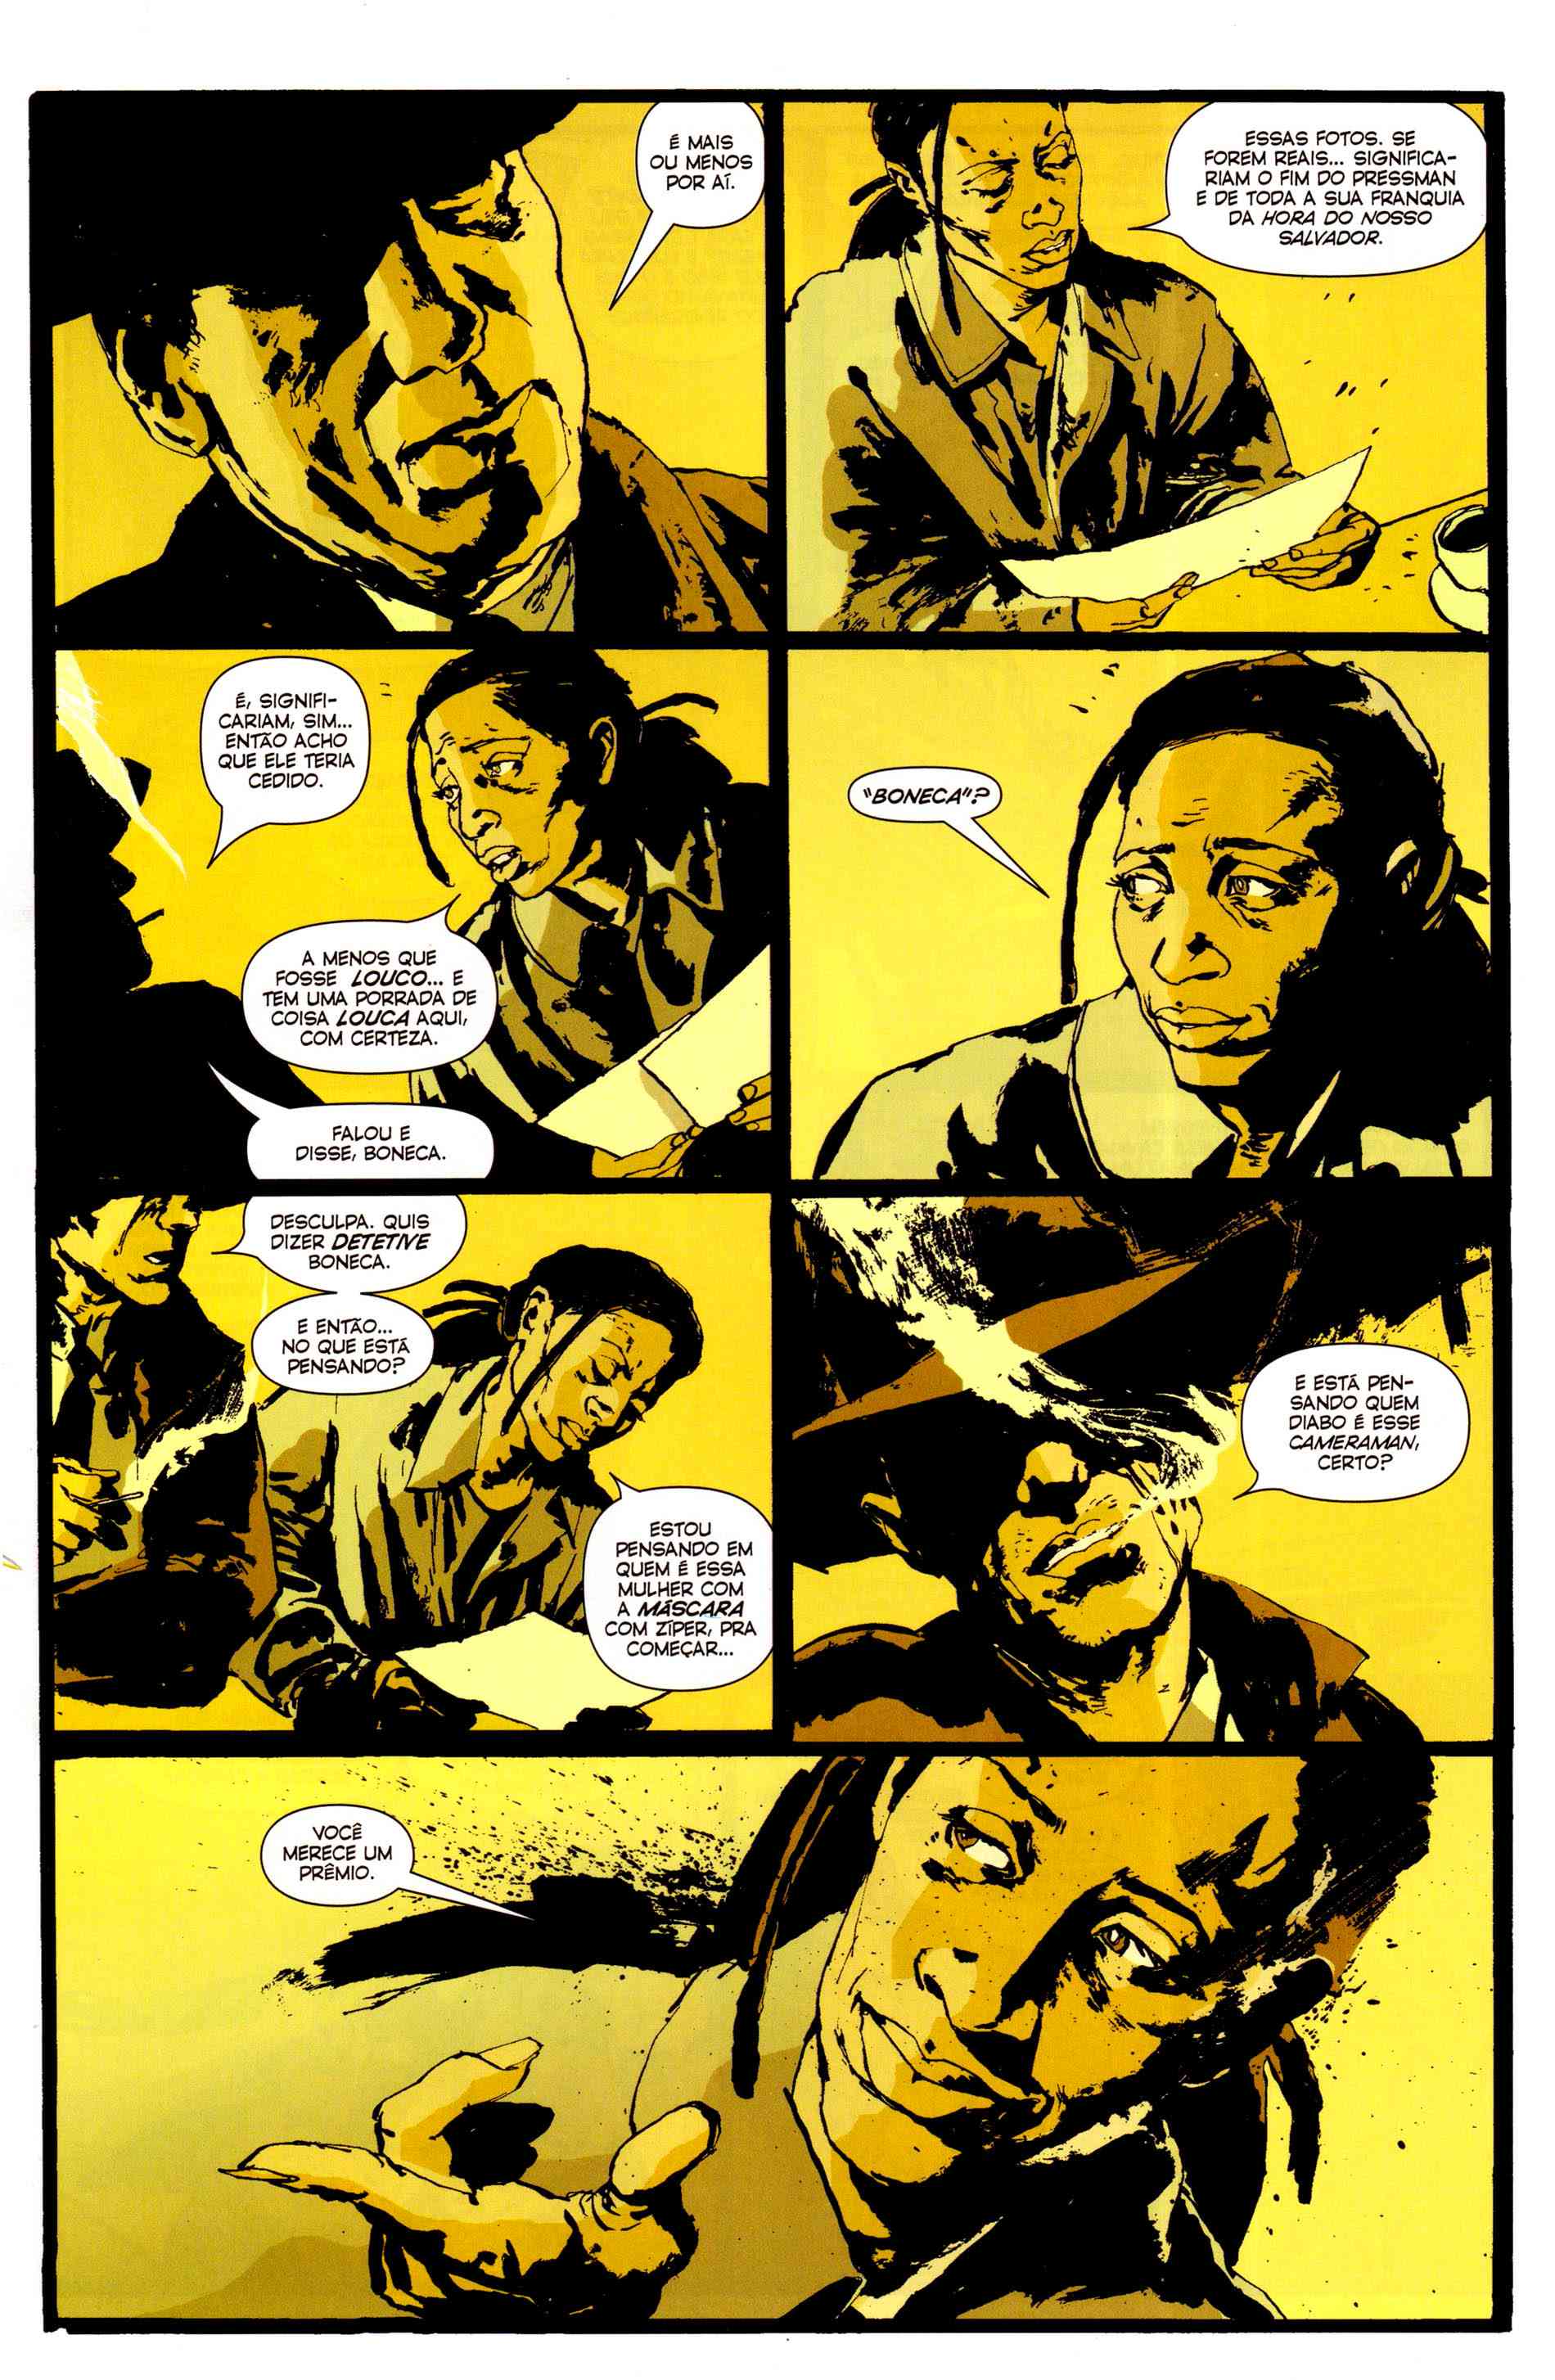 É MAIS
OU MENOS
POR AÍ.
ESSAS FOTOS. SE
FOREM REAIS... SIGNIFICA-
RIAM O FIM DO PRESSMAN
E DE TODA A SUA FRANQUIA
DA HORA DO NOSSO
SALVADOR.
É, SIGNIFI-
CARIAM, SIM...
ENTÃO ACHO
QUE ELE TERIA
CEDIDO.
A MENOS QUE
FOSSE LOUCO... E
TEM UMA PORRADA DE
COISA LOUCA AQUI,
COM CERTEZA.
FALOU E
DISSE, BONECA.
"BONECA"?
DESCULPA. QUIS
DIZER DETETIVE
BONECA.
E ENTÃO...
NO QUE ESTÁ
PENSANDO?
ESTOU
PENSANDO EM
QUEM É ESSA
MULHER COM
A MÁSCARA
COM ZÍPER, PRA
COMEÇAR...
E ESTÁ PEN-
SANDO QUEM
DIABO É ESSE
CAMERAMAN,
CERTO?
VOCÊ
MERECE UM
PRÊMIO.